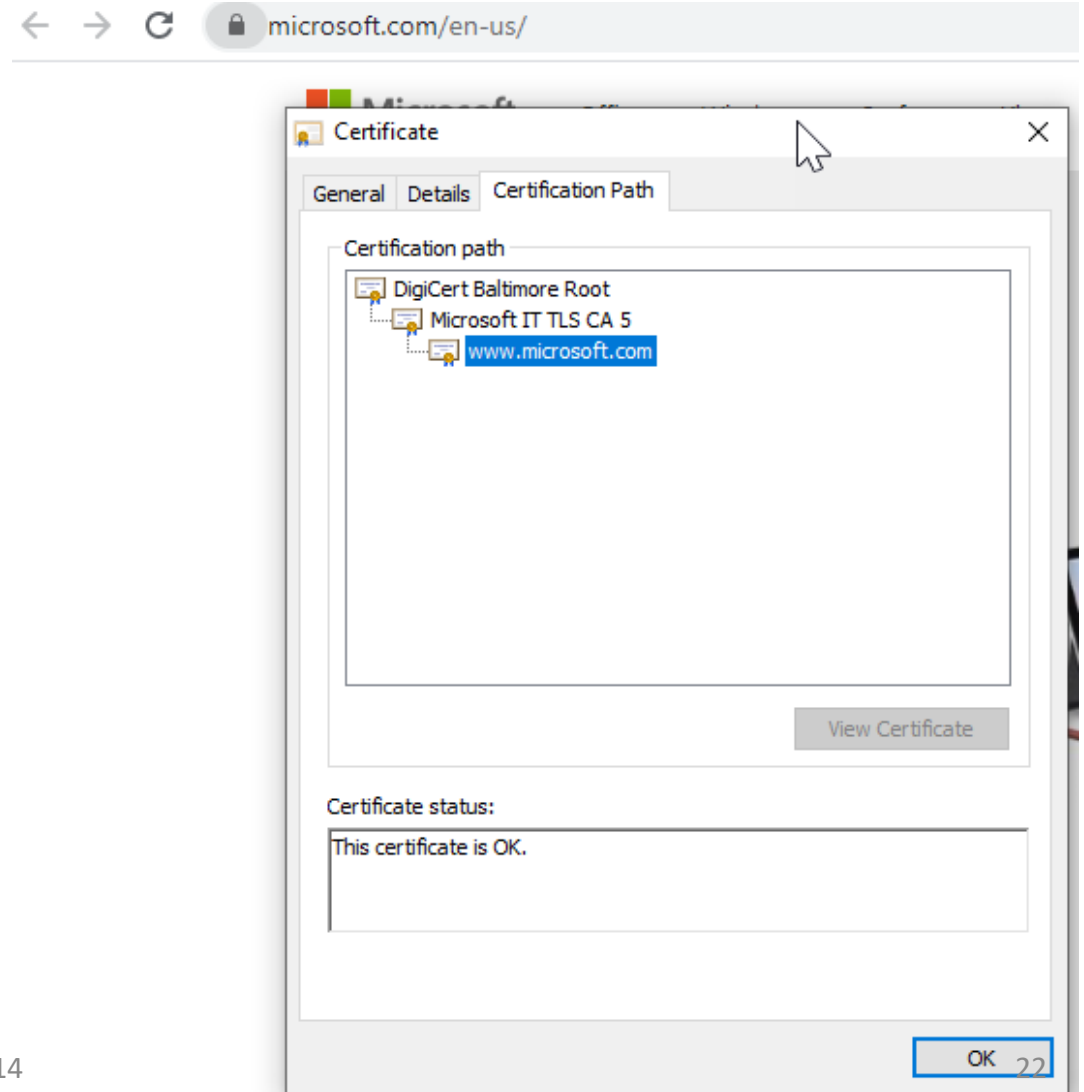 microsoft.com/en-us/
Microsoft
Certificate
General Details Certification Path
Certification path
DigiCert Baltimore Root
Microsoft IT TLS CA 5
www.microsoft.com
View Certificate
Certificate status:
This certificate is OK.
OK
14
22